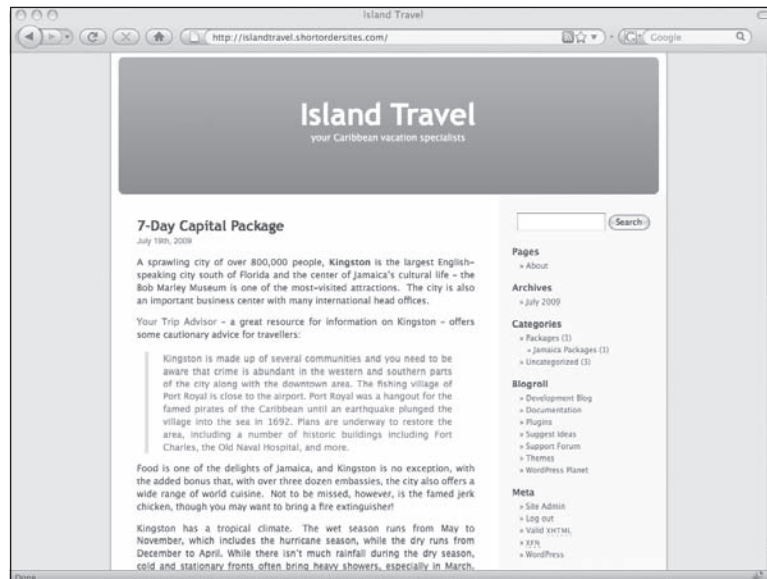 Island Travel
http://islandtravel.shortordersites.com/
Google
Island Travel
your Caribbean vacation specialists
7-Day Capital Package
July 19th, 2009
A sprawling city of over 800,000 people, Kingston is the largest English-
speaking city south of Florida and the center of Jamaica's cultural life – the
Bob Marley Museum is one of the most-visited attractions. The city is also
an important business center with many international head offices.
Your Trip Advisor – a great resource for information on Kingston – offers
some cautionary advice for travellers:
Kingston is made up of several communities and you need to be
aware that crime is abundant in the western and southern parts
of the city along with the downtown area. The fishing village of
Port Royal is close to the airport. Port Royal was a hangout for the
famed pirates of the Caribbean until an earthquake plunged the
village into the sea in 1692. Plans are underway to restore the
area, including a number of historic buildings including Fort
Charles, the Old Naval Hospital, and more.
Food is one of the delights of Jamaica, and Kingston is no exception, with
the added bonus that, with over three dozen embassies, the city also offers a
wide range of world cuisine. Not to be missed, however, is the famed jerk
chicken, though you may want to bring a fire extinguisher!
Kingston has a tropical climate. The wet season runs from May to
November, which includes the hurricane season, while the dry runs from
December to April. While there isn't much rainfall during the dry season,
cold and stationary fronts often bring heavy showers, especially in March.
Search
Pages
» About
Archives
» July 2009
Categories
» Packages (1)
» Jamaica Packages (1)
» Uncategorized (3)
Blogroll
» Development Blog
» Documentation
» Plugins
» Suggest Ideas
» Support Forum
» Themes
» WordPress Planet
Meta
» Site Admin
» Log out
» Valid XHTML
» XFN
» WordPress
Done